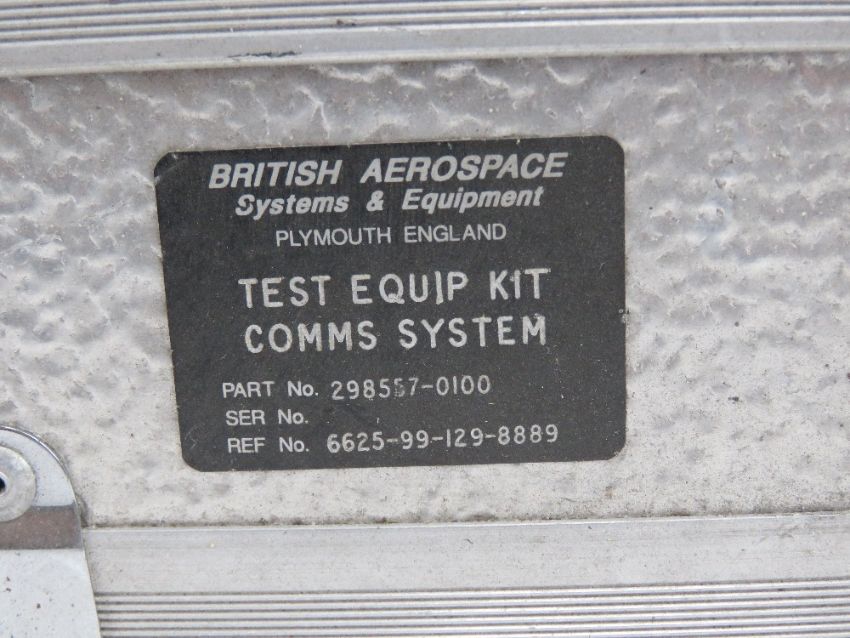 BRITISH AEROSPACE
Systems & Equipment
PLYMOUTH ENGLAND
TEST EQUIP KIT
COMMS SYSTEM
PART No. 298557-0100
SER No.
REF No. 6625-99-129-8889